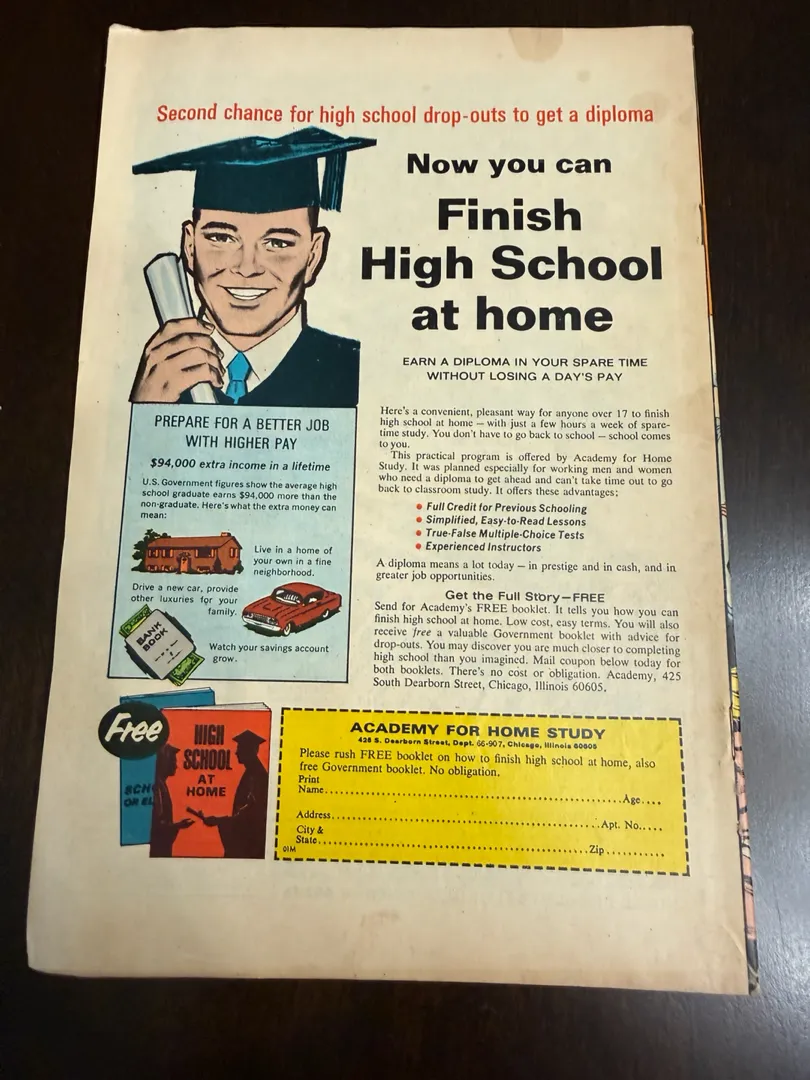 Second chance for high school drop-outs to get a diploma
Now you can
Finish
High School
at home
EARN A DIPLOMA IN YOUR SPARE TIME
WITHOUT LOSING A DAY'S PAY
PREPARE FOR A BETTER JOB
WITH HIGHER PAY
$94,000 extra income in a lifetime
U.S. Government figures show the average high
school graduate earns $94,000 more than the
non-graduate. Here's what the extra money can
mean:
Live in a home of
your own in a fine
neighborhood.
Drive a new car, provide
other luxuries for your
family.
BANK
BOOK
Watch your savings account
grow.
Here's a convenient, pleasant way for anyone over 17 to finish
high school at home — with just a few hours a week of spare-
time study. You don't have to go back to school — school comes
to you.
This practical program is offered by Academy for Home
Study. It was planned especially for working men and women
who need a diploma to get ahead and can't take time out to go
back to classroom study. It offers these advantages:
• Full Credit for Previous Schooling
• Simplified, Easy-to-Read Lessons
• True-False Multiple-Choice Tests
• Experienced Instructors
A diploma means a lot today — in prestige and in cash, and in
greater job opportunities.
Get the Full Story—FREE
Send for Academy's FREE booklet. It tells you how you can
finish high school at home. Low cost, easy terms. You will also
receive free a valuable Government booklet with advice for
drop-outs. You may discover you are much closer to completing
high school than you imagined. Mail coupon below today for
both booklets. There's no cost or obligation. Academy, 425
South Dearborn Street, Chicago, Illinois 60605.
Free
SCHO
OR EL
HIGH
SCHOOL
AT
HOME
ACADEMY FOR HOME STUDY
425 S. Dearborn Street, Dept. 66-907, Chicago, Illinois 60605
Please rush FREE booklet on how to finish high school at home, also
free Government booklet. No obligation.
Print
Name Age
Address Apt. No.
City &
State Zip
01M